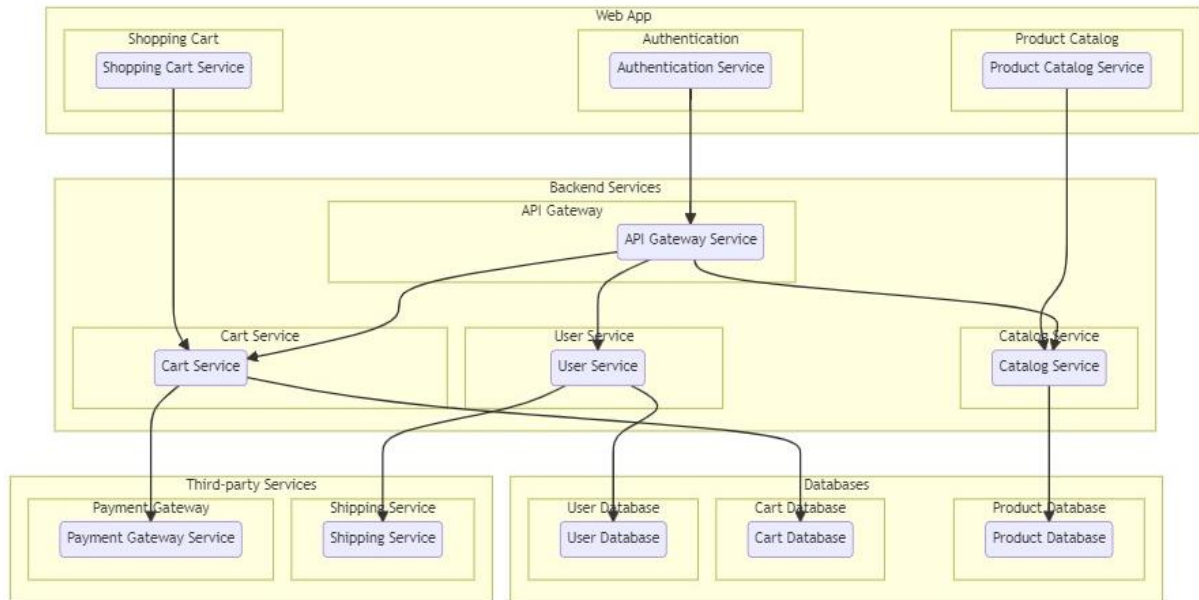 Web App
Shopping Cart
Authentication
Product Catalog
Shopping Cart Service
Authentication Service
Product Catalog Service
Backend Services
API Gateway
API Gateway Service
Cart Service
User Service
Catalog Service
Cart Service
User Service
Catalog Service
Third-party Services
Databases
Payment Gateway
Shipping Service
User Database
Cart Database
Product Database
Payment Gateway Service
Shipping Service
User Database
Cart Database
Product Database